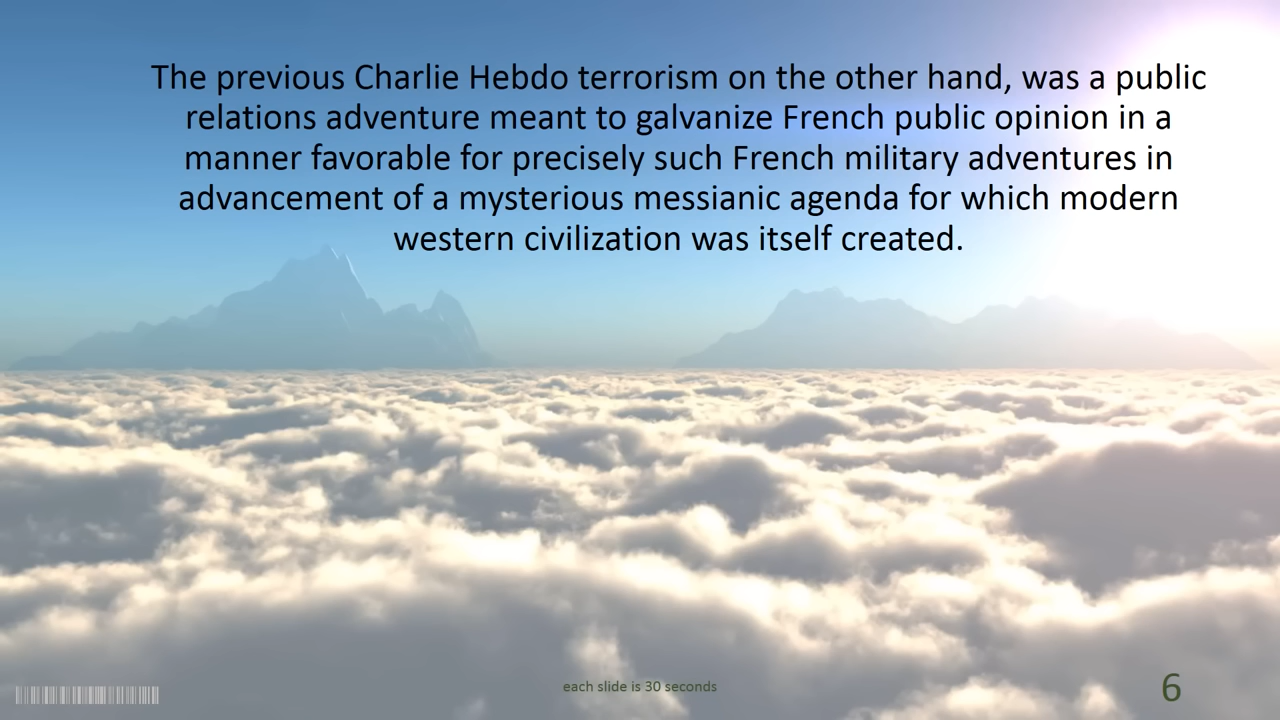 The previous Charlie Hebdo terrorism on the other hand, was a public
relations adventure meant to galvanize French public opinion in a
manner favorable for precisely such French military adventures in
advancement of a mysterious messianic agenda for which modern
western civilization was itself created.
each slide is 30 seconds
6